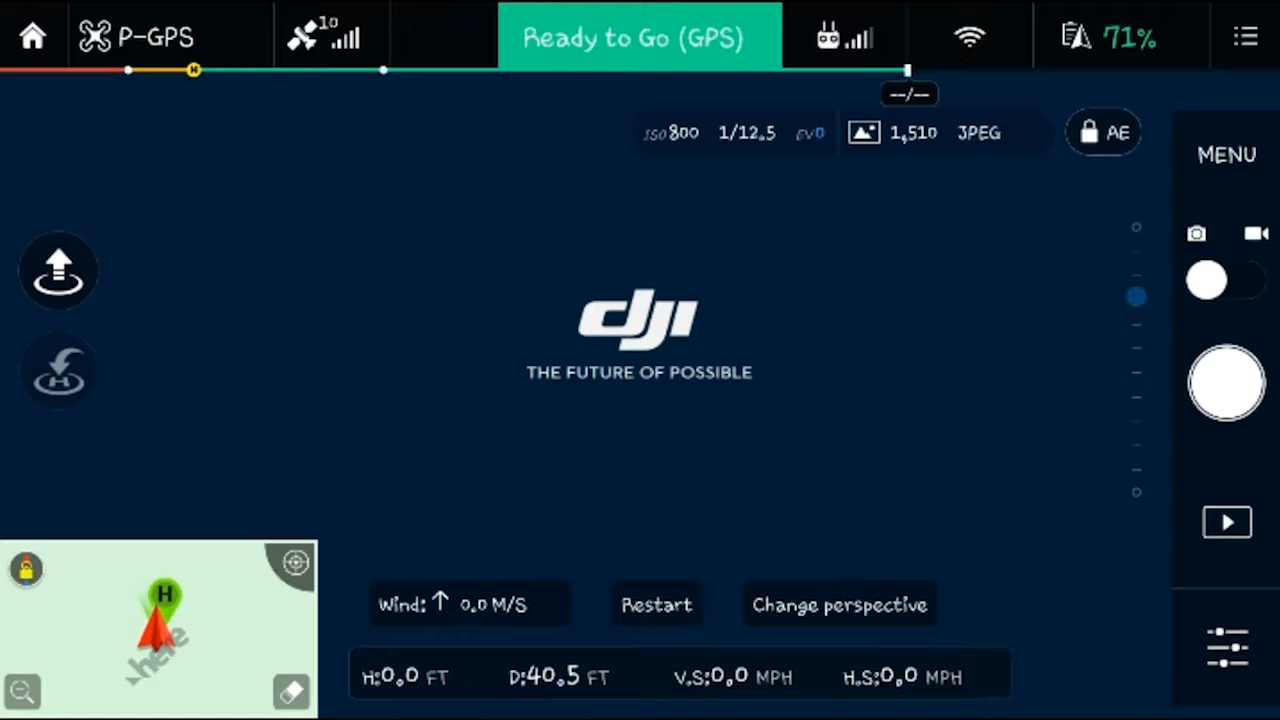 P-GPS
10
Ready to Go (GPS)
71%
H
--/--
ISO 800 1/12.5 EV 0 1,510 JPEG
AE
MENU
dji
THE FUTURE OF POSSIBLE
H
H
here
Wind: ↑ 0.0 M/S
Restart
Change perspective
H:0.0 FT D:40.5 FT V.S:0.0 MPH H.S:0.0 MPH